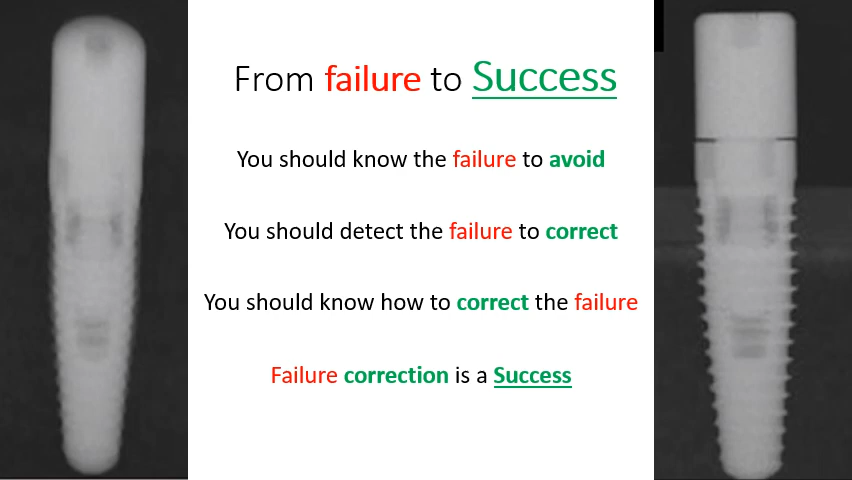 From failure to Success
You should know the failure to avoid
You should detect the failure to correct
You should know how to correct the failure
Failure correction is a Success